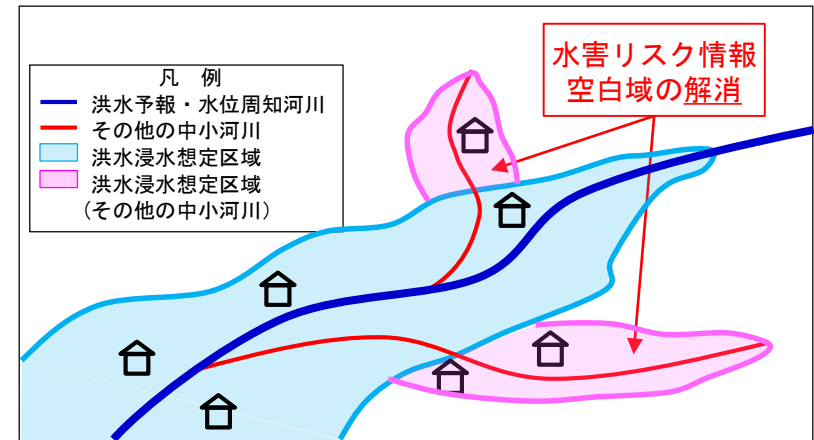 水害リスク情報
空白域の解消
凡 例
洪水予報・水位周知河川
その他の中小河川
洪水浸水想定区域
洪水浸水想定区域
(その他の中小河川)